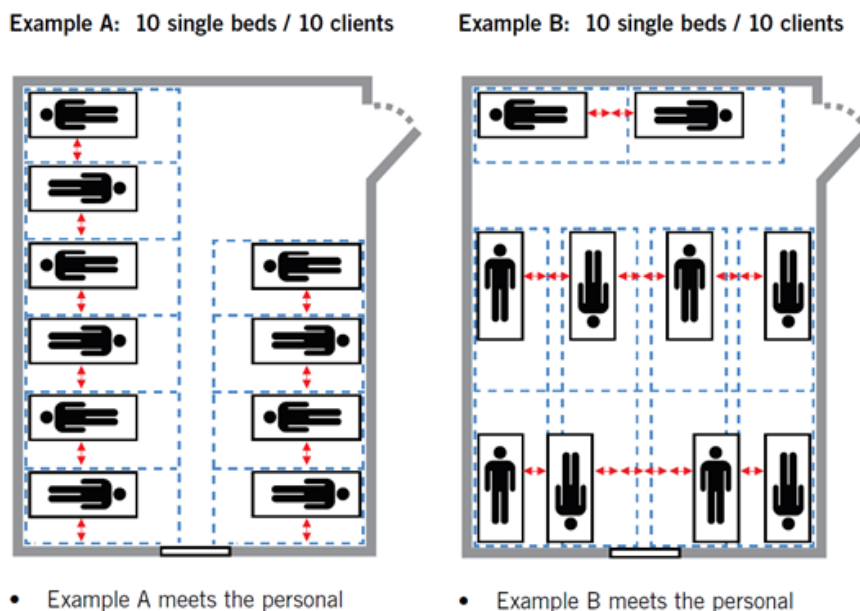 Example A: 10 single beds / 10 clients
Example B: 10 single beds / 10 clients
• Example A meets the personal
• Example B meets the personal